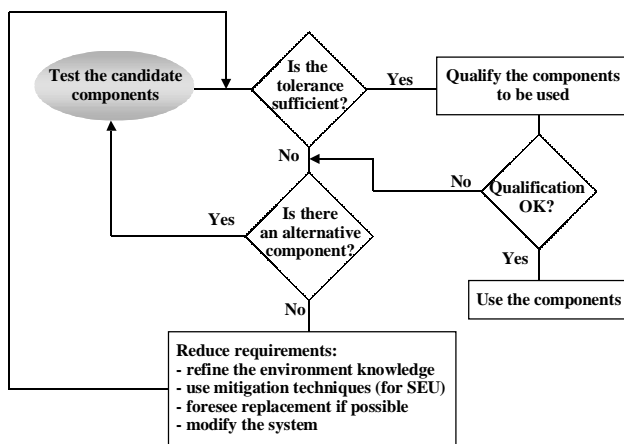 Test the candidate
components
Is the
tolerance
sufficient?
Yes
Qualify the components
to be used
No
No
Qualification
OK?
Yes
Is there
an alternative
component?
Yes
Use the components
No
Reduce requirements:
- refine the environment knowledge
- use mitigation techniques (for SEU)
- foresee replacement if possible
- modify the system